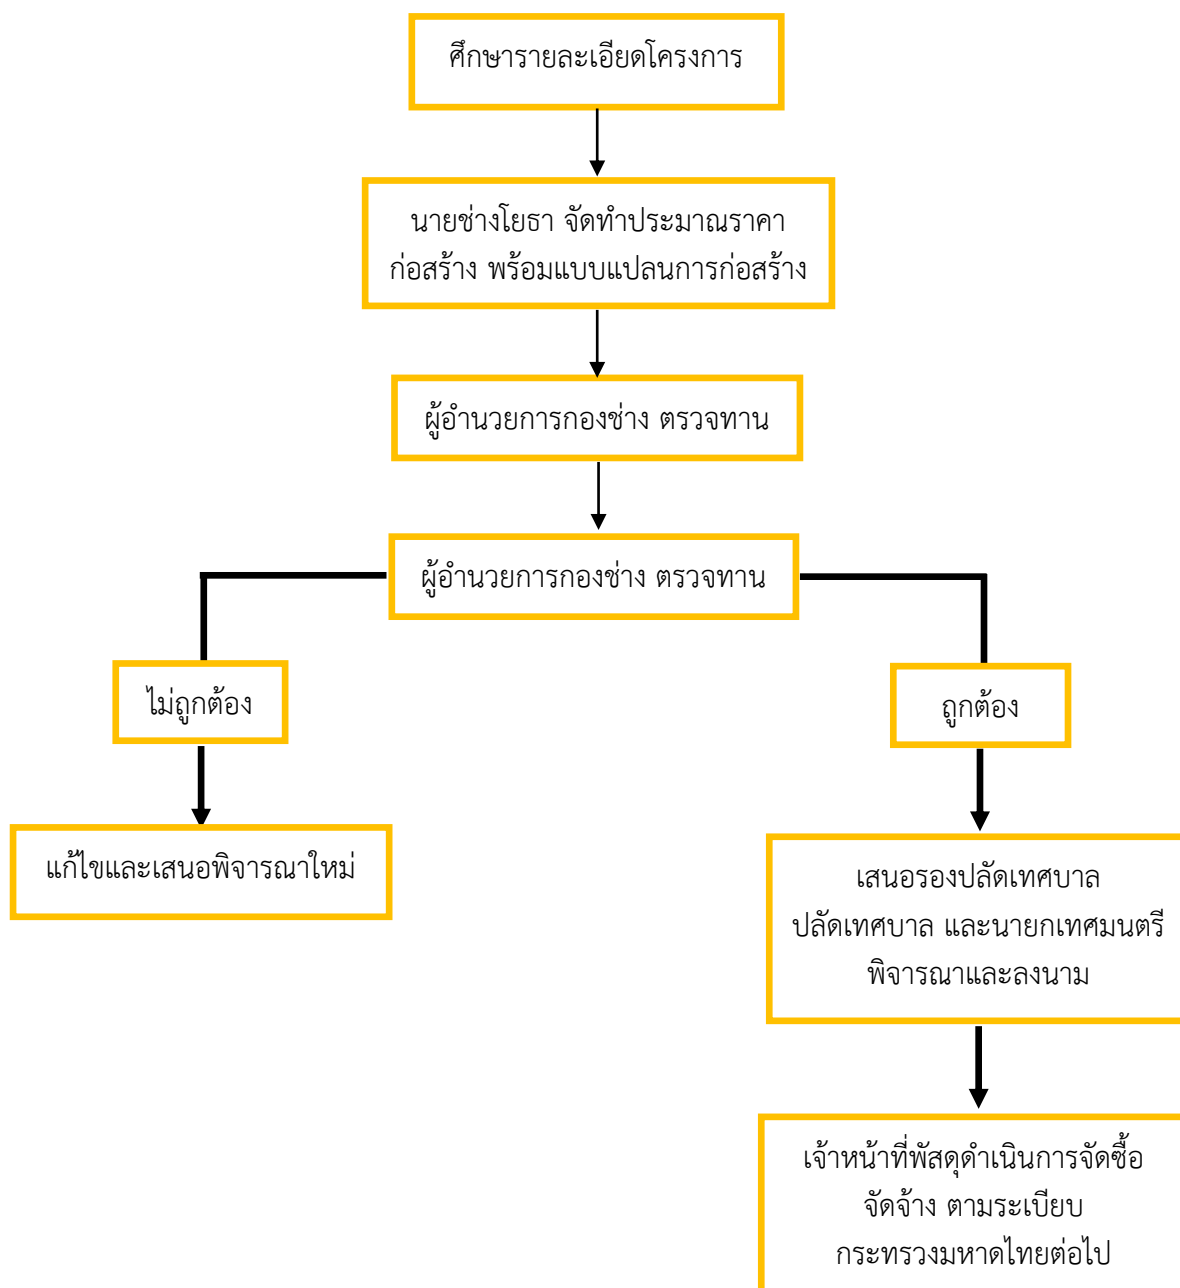 ศึกษารายละเอียดโครงการ
นายช่างโยธา จัดทำประมาณราคา
ก่อสร้าง พร้อมแบบแปลนการก่อสร้าง
ผู้อำนวยการกองช่าง ตรวจทาน
ผู้อำนวยการกองช่าง ตรวจทาน
ไม่ถูกต้อง
ถูกต้อง
แก้ไขและเสนอพิจารณาใหม่
เสนอรองปลัดเทศบาล
ปลัดเทศบาล และนายกเทศมนตรี
พิจารณาและลงนาม
เจ้าหน้าที่พัสดุดำเนินการจัดซื้อ
จัดจ้าง ตามระเบียบ
กระทรวงมหาดไทยต่อไป